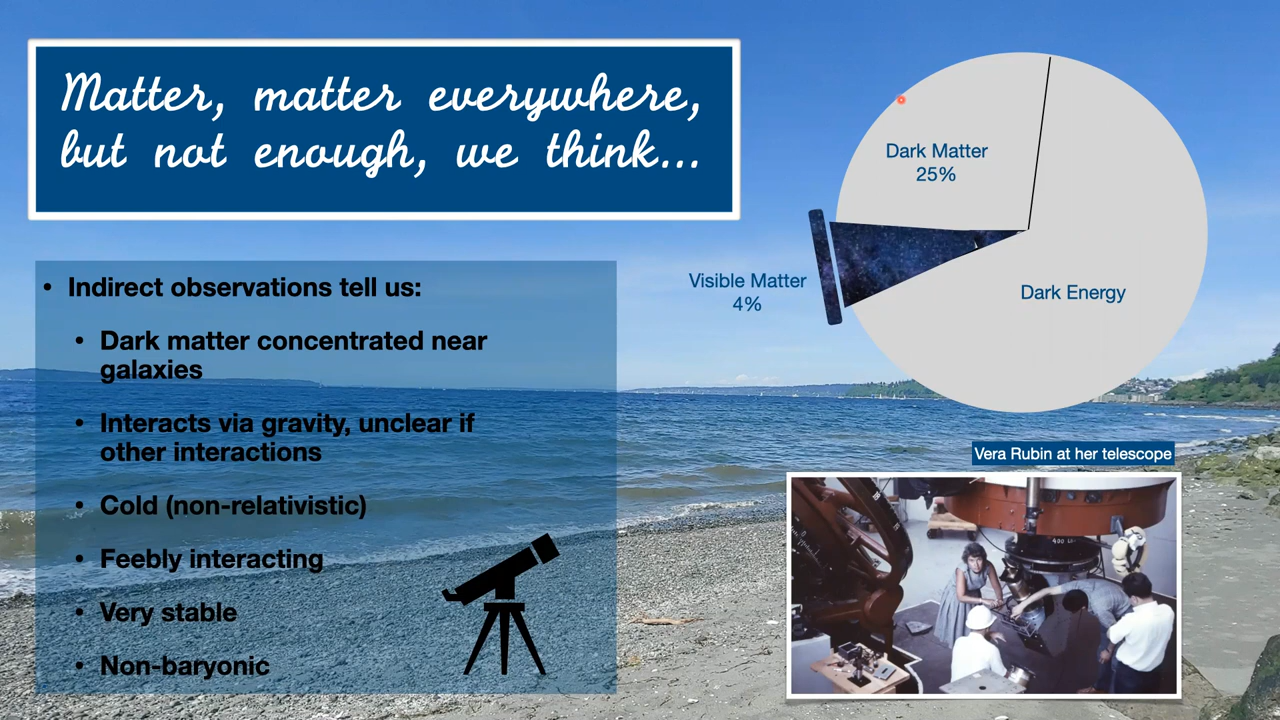 Matter, matter everywhere,
but not enough, we think...
Indirect observations tell us:
Dark matter concentrated near
galaxies
Interacts via gravity, unclear if
other interactions
Cold (non-relativistic)
Feebly interacting
Very stable
Non-baryonic
Dark Matter
25%
Visible Matter
4%
Dark Energy
Vera Rubin at her telescope